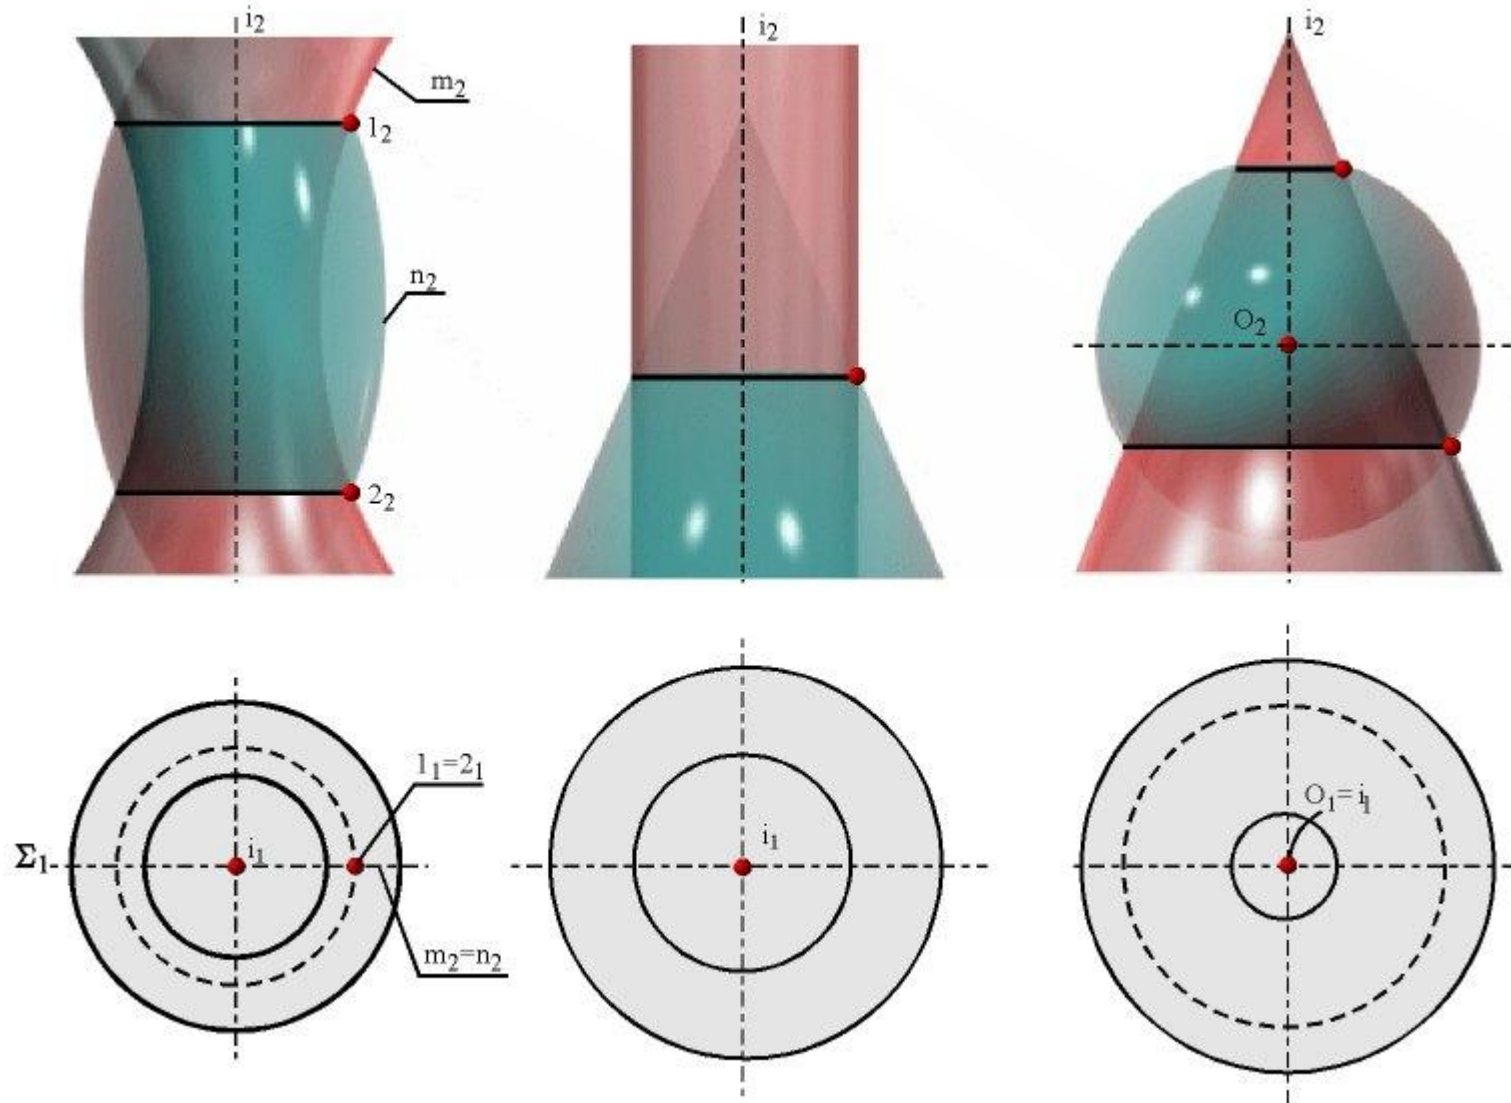 i₂
m₂
1₂
n₂
2₂
i₂
i₂
O₂
Σ₁
i₁
1₁=2₁
m₂=n₂
i₁
O₁=i₁